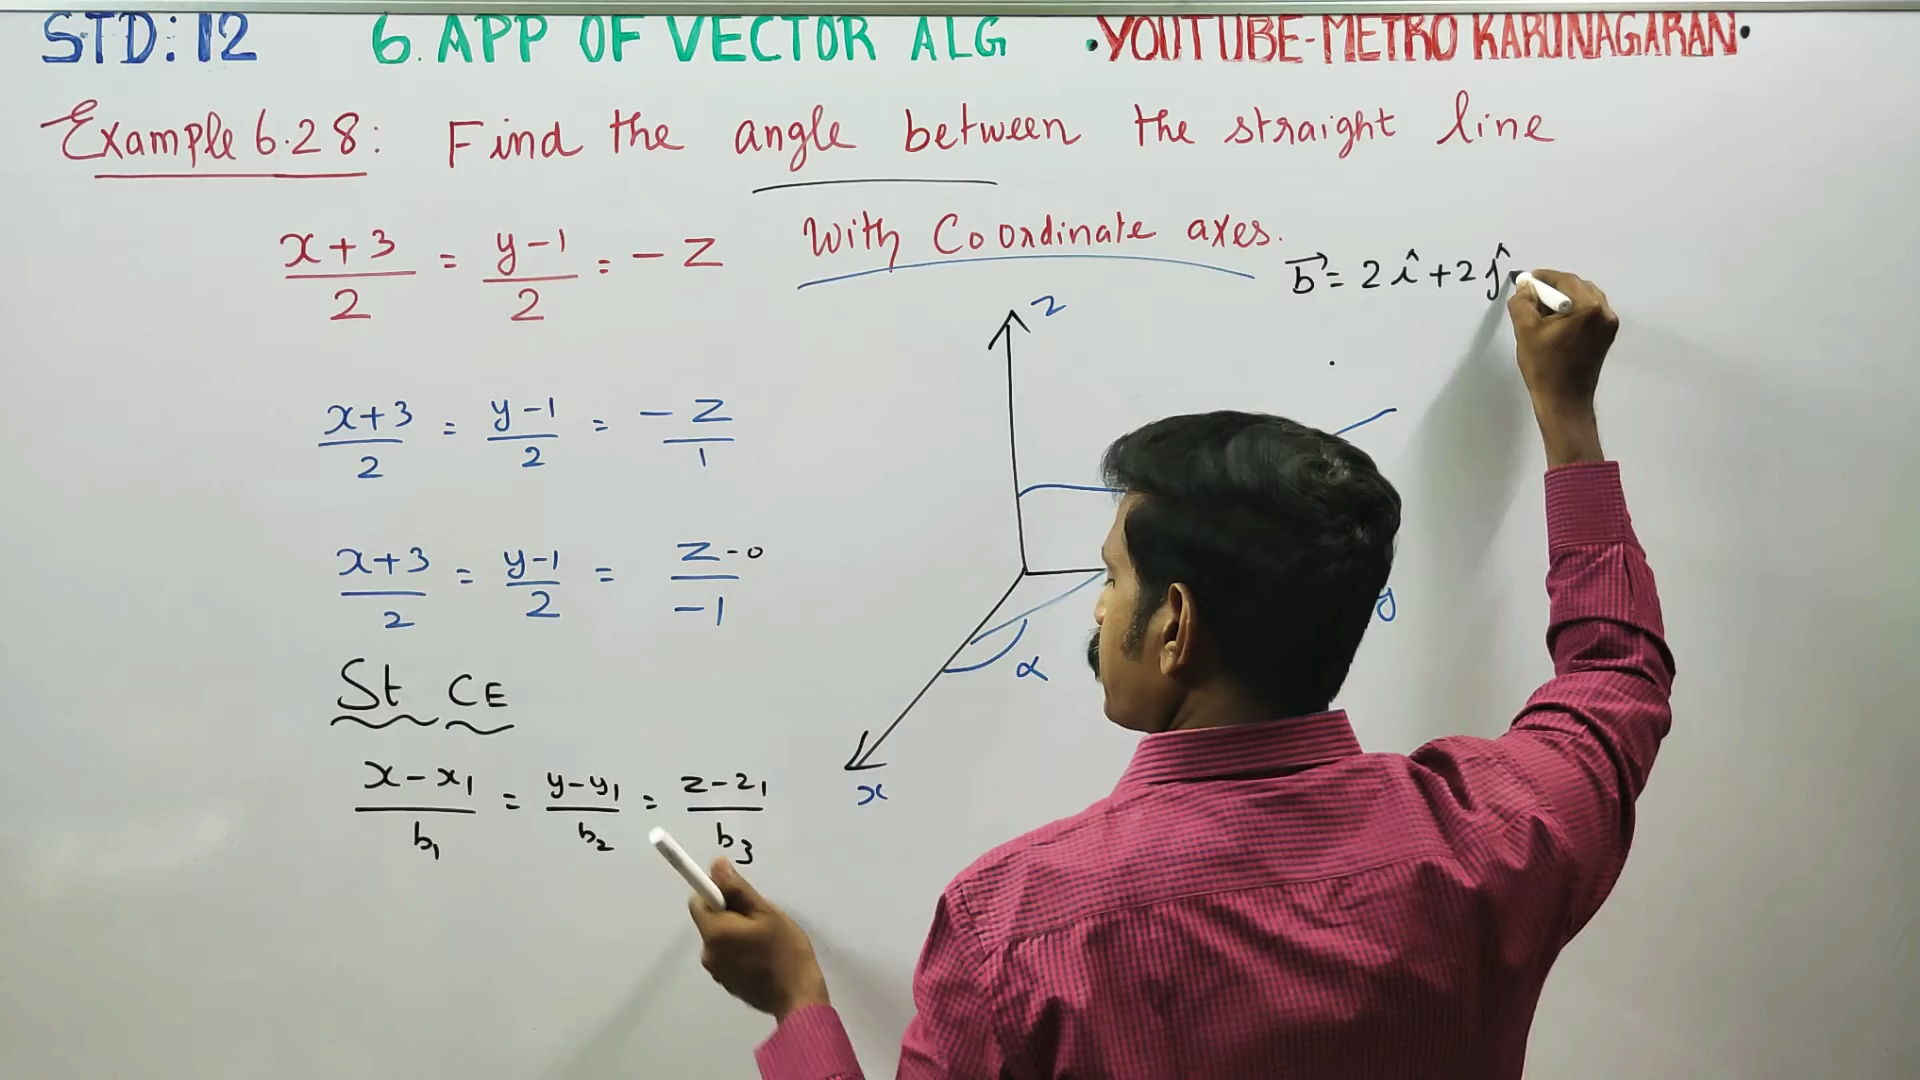 STD: 12 6. APP OF VECTOR ALG •YOUTUBE-METRO KARUNAGARAN•
Example 6.28: Find the angle between the straight line
x+3/2 = y-1/2 = -z with Coordinate axes.
b⃗ = 2î+2ĵ
z
x+3/2 = y-1/2 = -z/1
x+3/2 = y-1/2 = z-0/-1
y
α
St CE
x-x₁/b₁ = y-y₁/b₂ = z-z₁/b₃
x